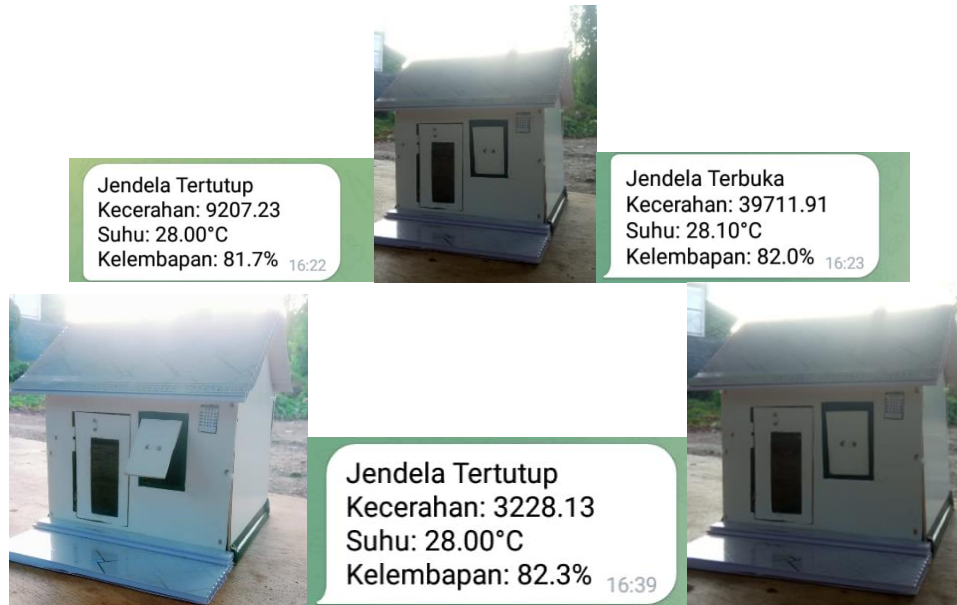 Jendela Tertutup
Kecerahan: 9207.23
Suhu: 28.00°C
Kelembapan: 81.7% 16:22
Jendela Terbuka
Kecerahan: 39711.91
Suhu: 28.10°C
Kelembapan: 82.0% 16:23
Jendela Tertutup
Kecerahan: 3228.13
Suhu: 28.00°C
Kelembapan: 82.3% 16:39